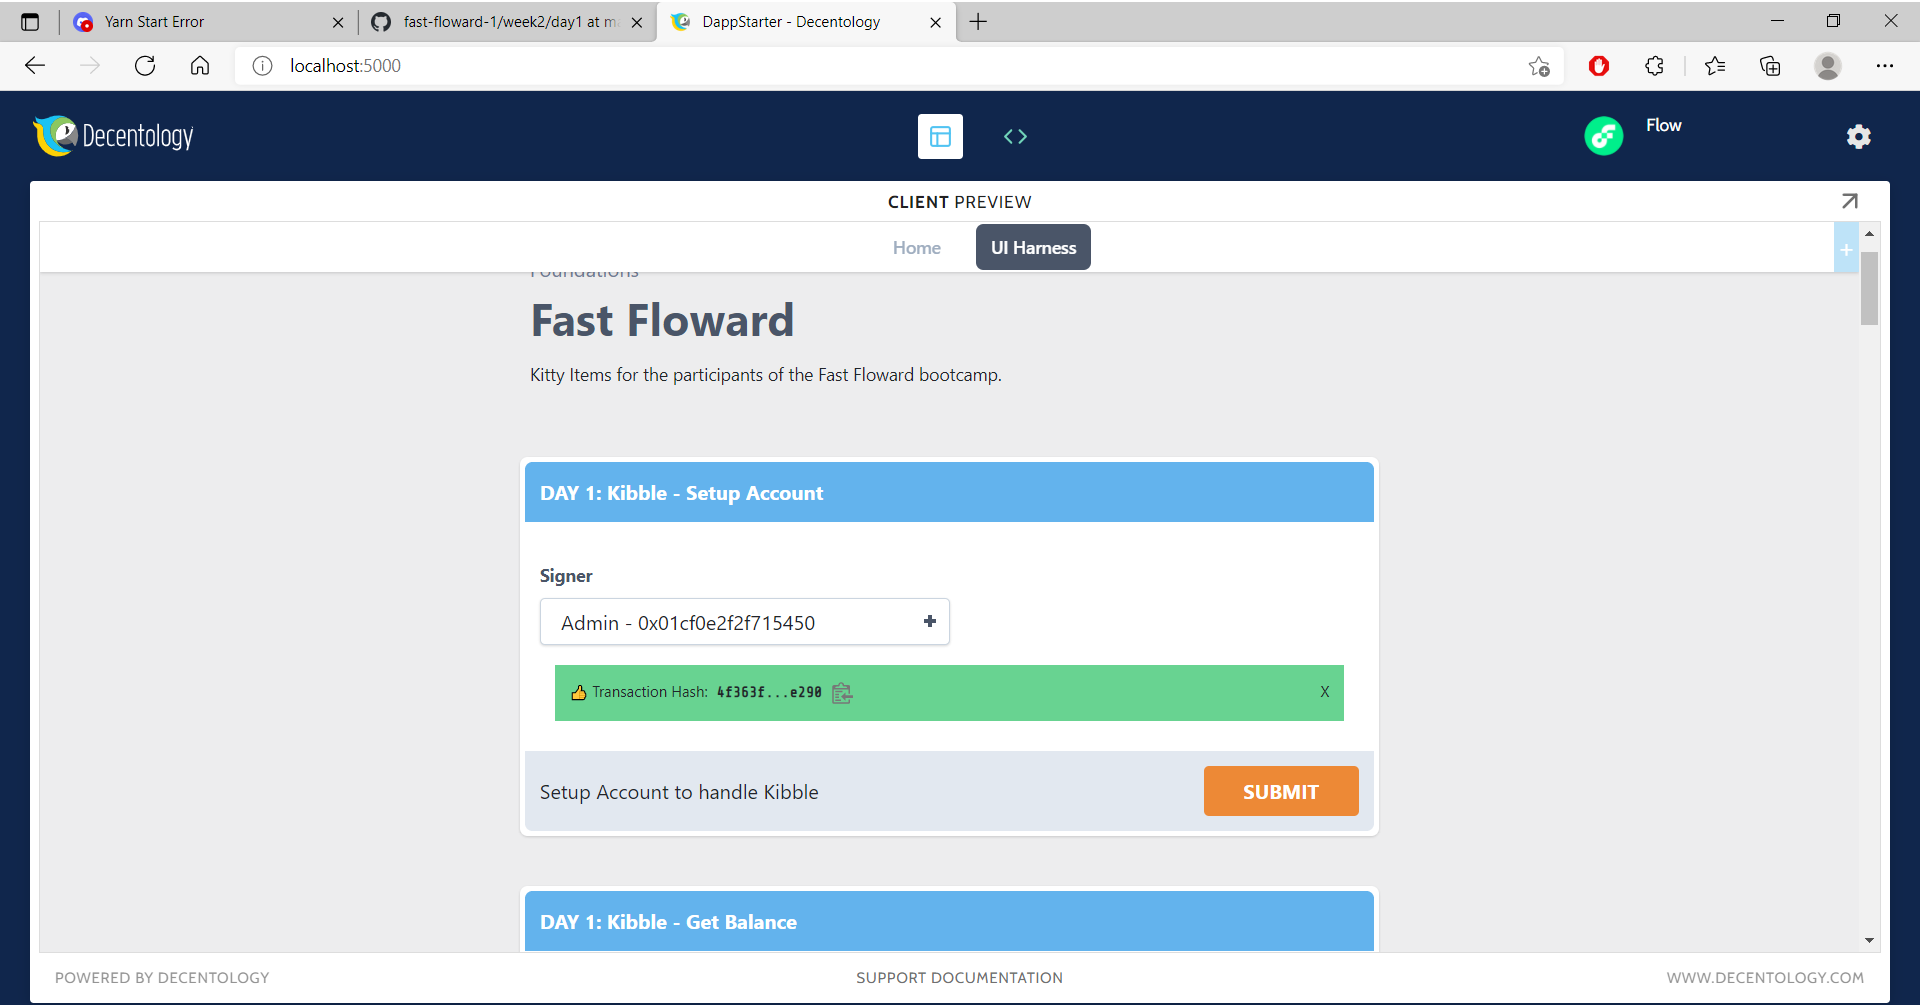 Yarn Start Error
fast-floward-1/week2/day1 at ma
DappStarter - Decentology
localhost:5000
Decentology
Flow
CLIENT PREVIEW
Home
UI Harness
Foundations
Fast Floward
Kitty Items for the participants of the Fast Floward bootcamp.
DAY 1: Kibble - Setup Account
Signer
Admin - 0x01cf0e2f2f715450
Transaction Hash: 4f363f...e290
X
Setup Account to handle Kibble
SUBMIT
DAY 1: Kibble - Get Balance
POWERED BY DECENTOLOGY
SUPPORT DOCUMENTATION
WWW.DECENTOLOGY.COM